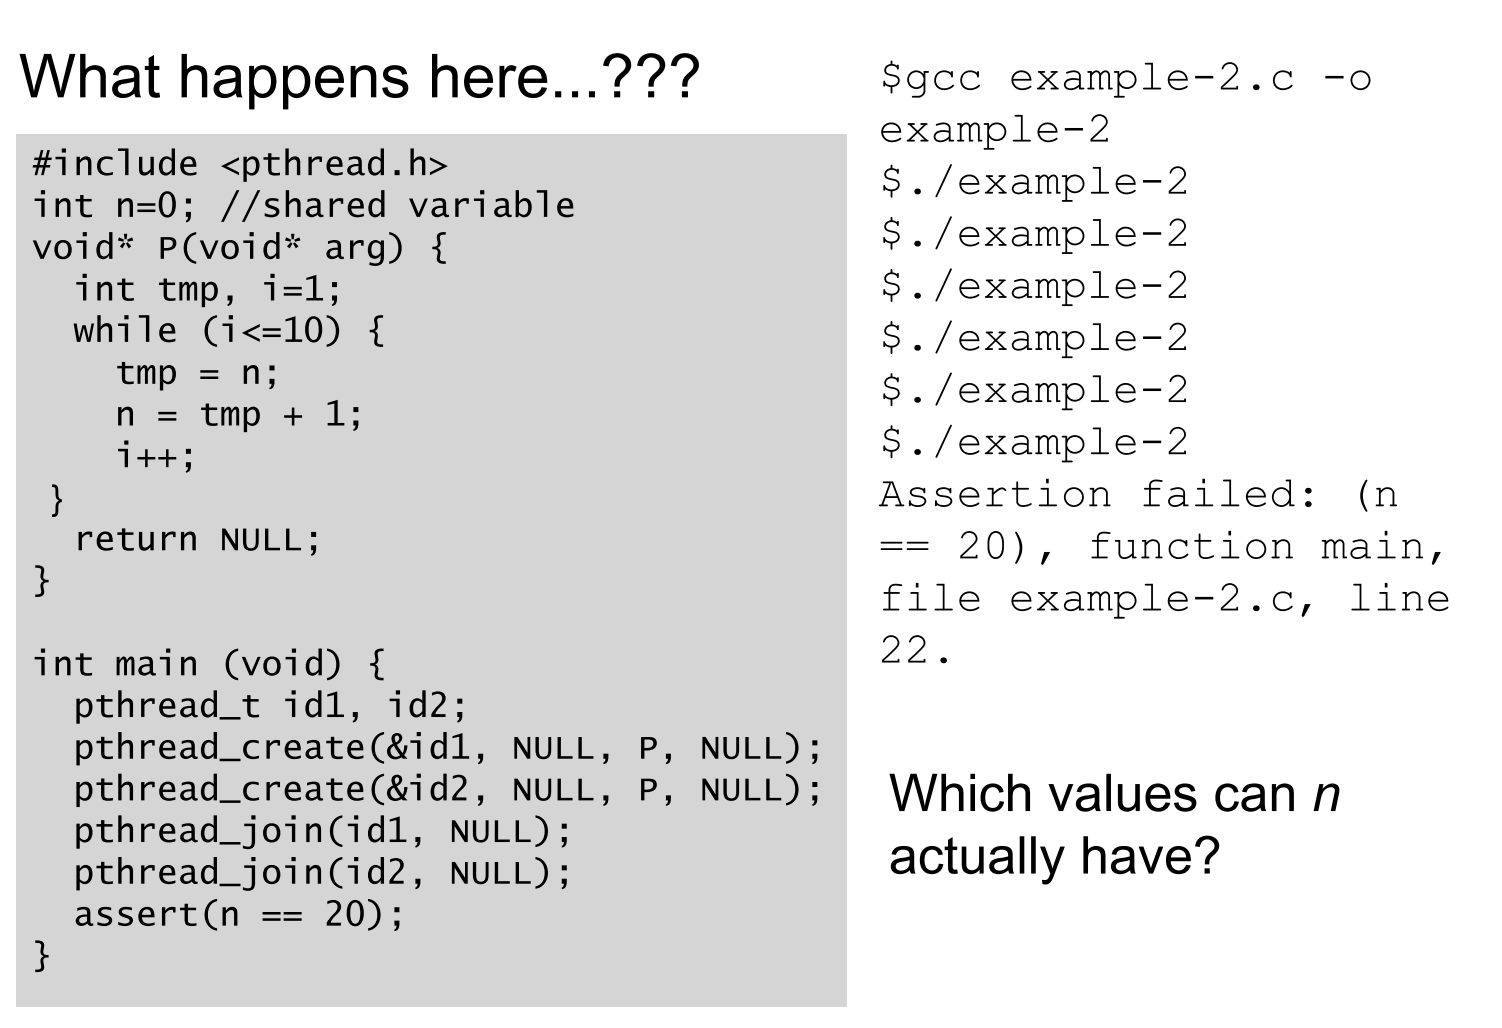 What happens here...???
#include <pthread.h>
int n=0; //shared variable
void* P(void* arg) {
  int tmp, i=1;
  while (i<=10) {
    tmp = n;
    n = tmp + 1;
    i++;
 }
  return NULL;
}

int main (void) {
  pthread_t id1, id2;
  pthread_create(&id1, NULL, P, NULL);
  pthread_create(&id2, NULL, P, NULL);
  pthread_join(id1, NULL);
  pthread_join(id2, NULL);
  assert(n == 20);
}
$gcc example-2.c -o
example-2
$./example-2
$./example-2
$./example-2
$./example-2
$./example-2
$./example-2
Assertion failed: (n
== 20), function main,
file example-2.c, line
22.
Which values can n
actually have?